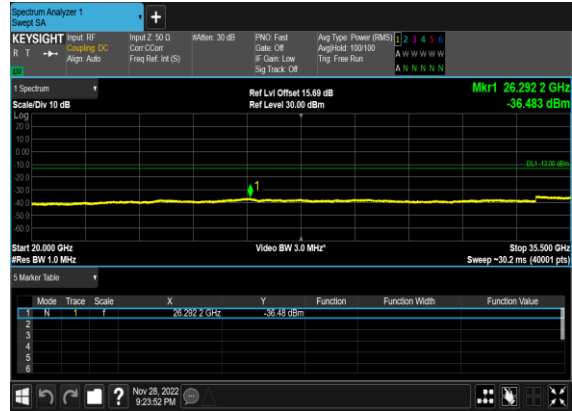 Spectrum Analyzer 1
Swept SA
+
KEYSIGHT Input: RF Input Z: 50 Ω #Atten: 30 dB PNO: Fast Avg Type: Power (RMS) 1 2 3 4 5 6
R T Coupling: DC Corr CCorr Gate: Off Avg|Hold: 100/100 A W W W W W
Align: Auto Freq Ref: Int (S) IF Gain: Low Trig: Free Run
Sig Track: Off A N N N N N
1 Spectrum Ref Lvl Offset 15.69 dB Mkr1 26.292 2 GHz
Scale/Div 10 dB Ref Level 30.00 dBm -36.483 dBm
Log
20.0
10.0
0.00
-10.0 DL1 -13.00 dBm
-20.0
-30.0 1
-40.0
-50.0
-60.0
Start 20.000 GHz Video BW 3.0 MHz* Stop 35.500 GHz
#Res BW 1.0 MHz Sweep ~30.2 ms (40001 pts)
5 Marker Table
Mode Trace Scale X Y Function Function Width Function Value
1 N 1 f 26.292 2 GHz -36.48 dBm
2
3
4
5
6
? Nov 28, 2022
9:23:52 PM